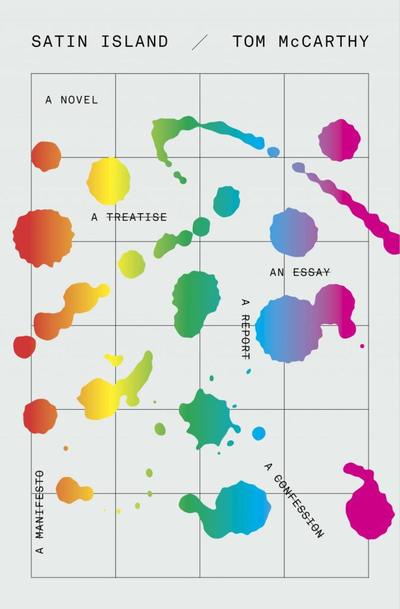 SATIN ISLAND / TOM McCARTHY
A NOVEL
A TREATISE
AN ESSAY
A REPORT
A CONFESSION
A MANIFESTO